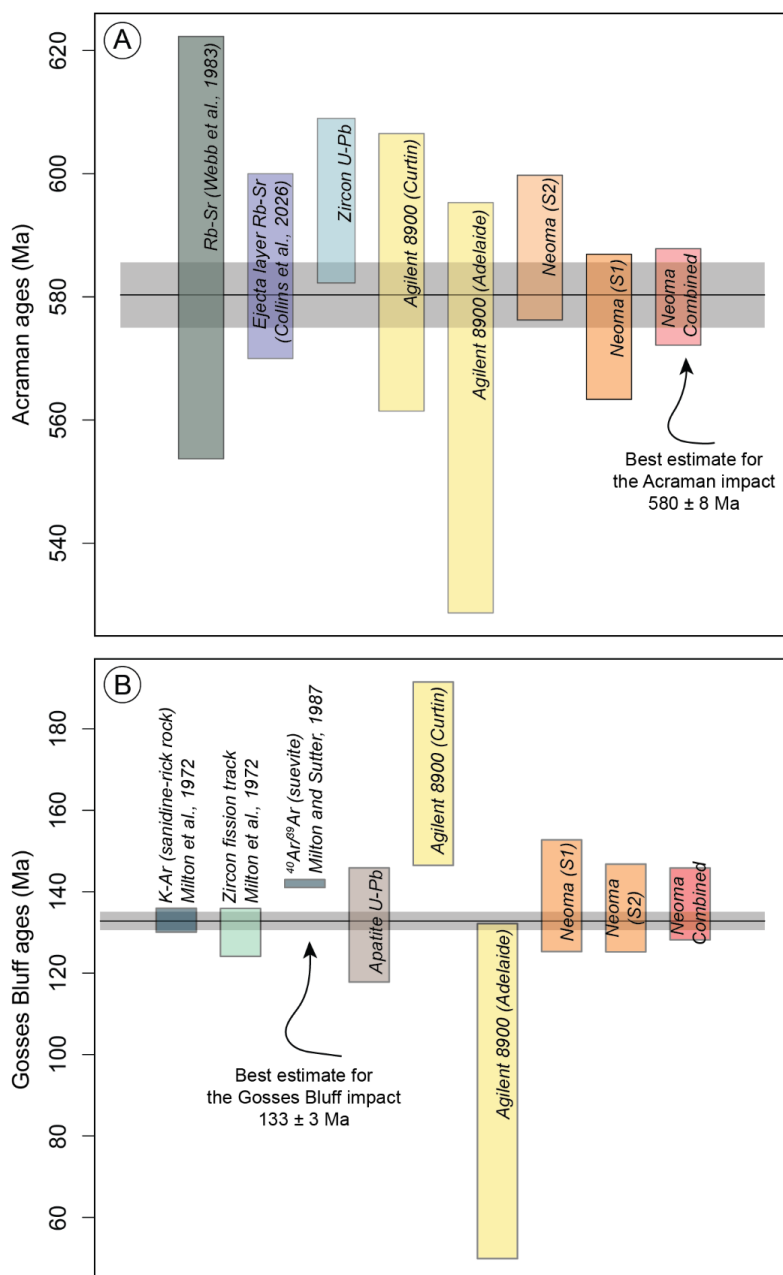 A
Acraman ages (Ma)
620
600
580
560
540
Rb-Sr (Webb et al., 1983)
Ejecta layer Rb-Sr
(Collins et al., 2026)
Zircon U-Pb
Agilent 8900 (Curtin)
Agilent 8900 (Adelaide)
Neoma (S2)
Neoma (S1)
Neoma
Combined
Best estimate for
the Acraman impact
580 ± 8 Ma
B
Gosses Bluff ages (Ma)
180
160
140
120
100
80
60
K-Ar (sanidine-rick rock)
Milton et al., 1972
Zircon fission track
Milton et al., 1972
⁴⁰Ar/³⁹Ar (suevite)
Milton and Sutter, 1987
Apatite U-Pb
Agilent 8900 (Curtin)
Agilent 8900 (Adelaide)
Neoma (S1)
Neoma
(S2)
Neoma
Combined
Best estimate for
the Gosses Bluff impact
133 ± 3 Ma